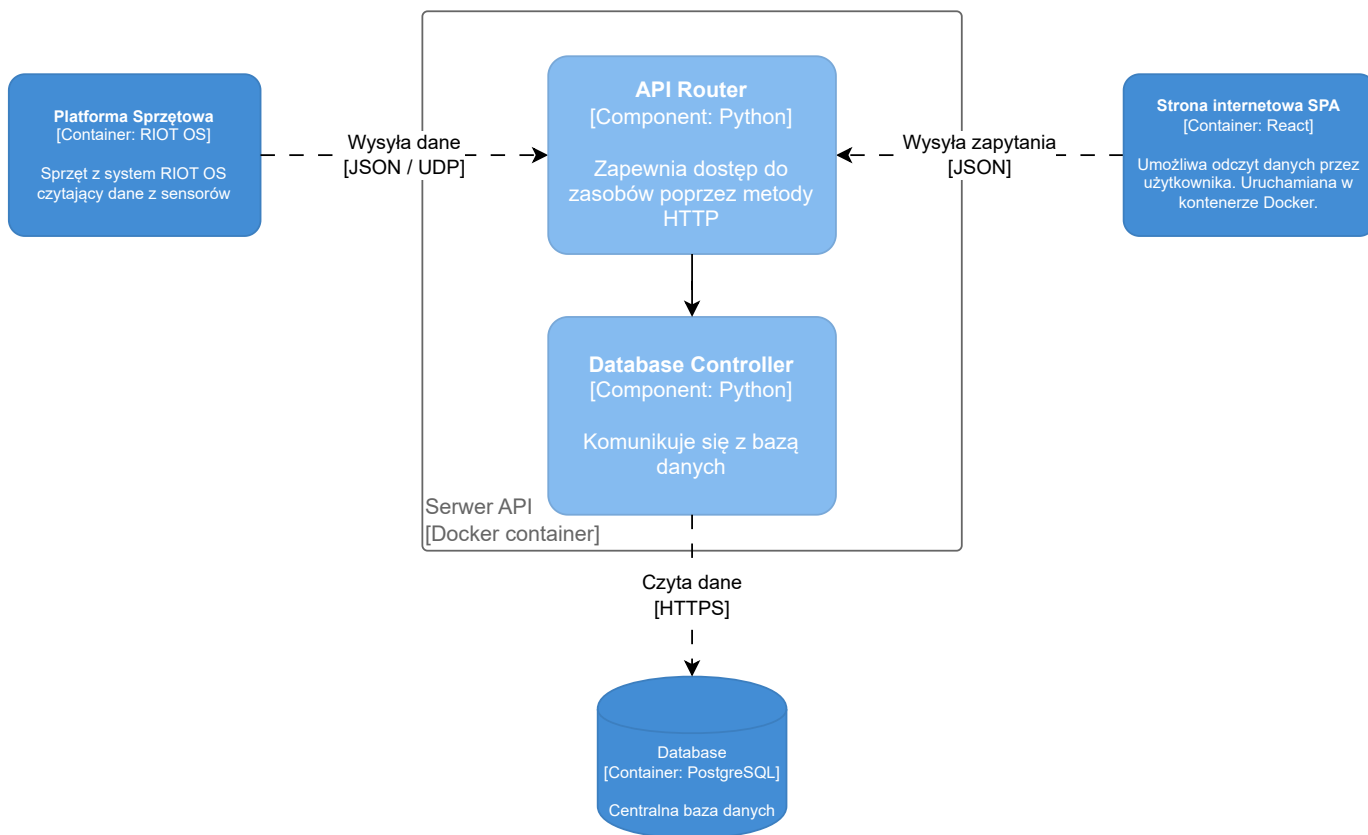 API Router
[Component: Python]
Zapewnia dostęp do
zasobów poprzez metody
HTTP
Platforma Sprzętowa
[Container: RIOT OS]
Sprzęt z system RIOT OS
czytający dane z sensorów
Wysyła dane
[JSON / UDP]
Wysyła zapytania
[JSON]
Strona internetowa SPA
[Container: React]
Umożliwa odczyt danych przez
użytkownika. Uruchamiana w
kontenerze Docker.
Database Controller
[Component: Python]
Komunikuje się z bazą
danych
Serwer API
[Docker container]
Czyta dane
[HTTPS]
Database
[Container: PostgreSQL]
Centralna baza danych